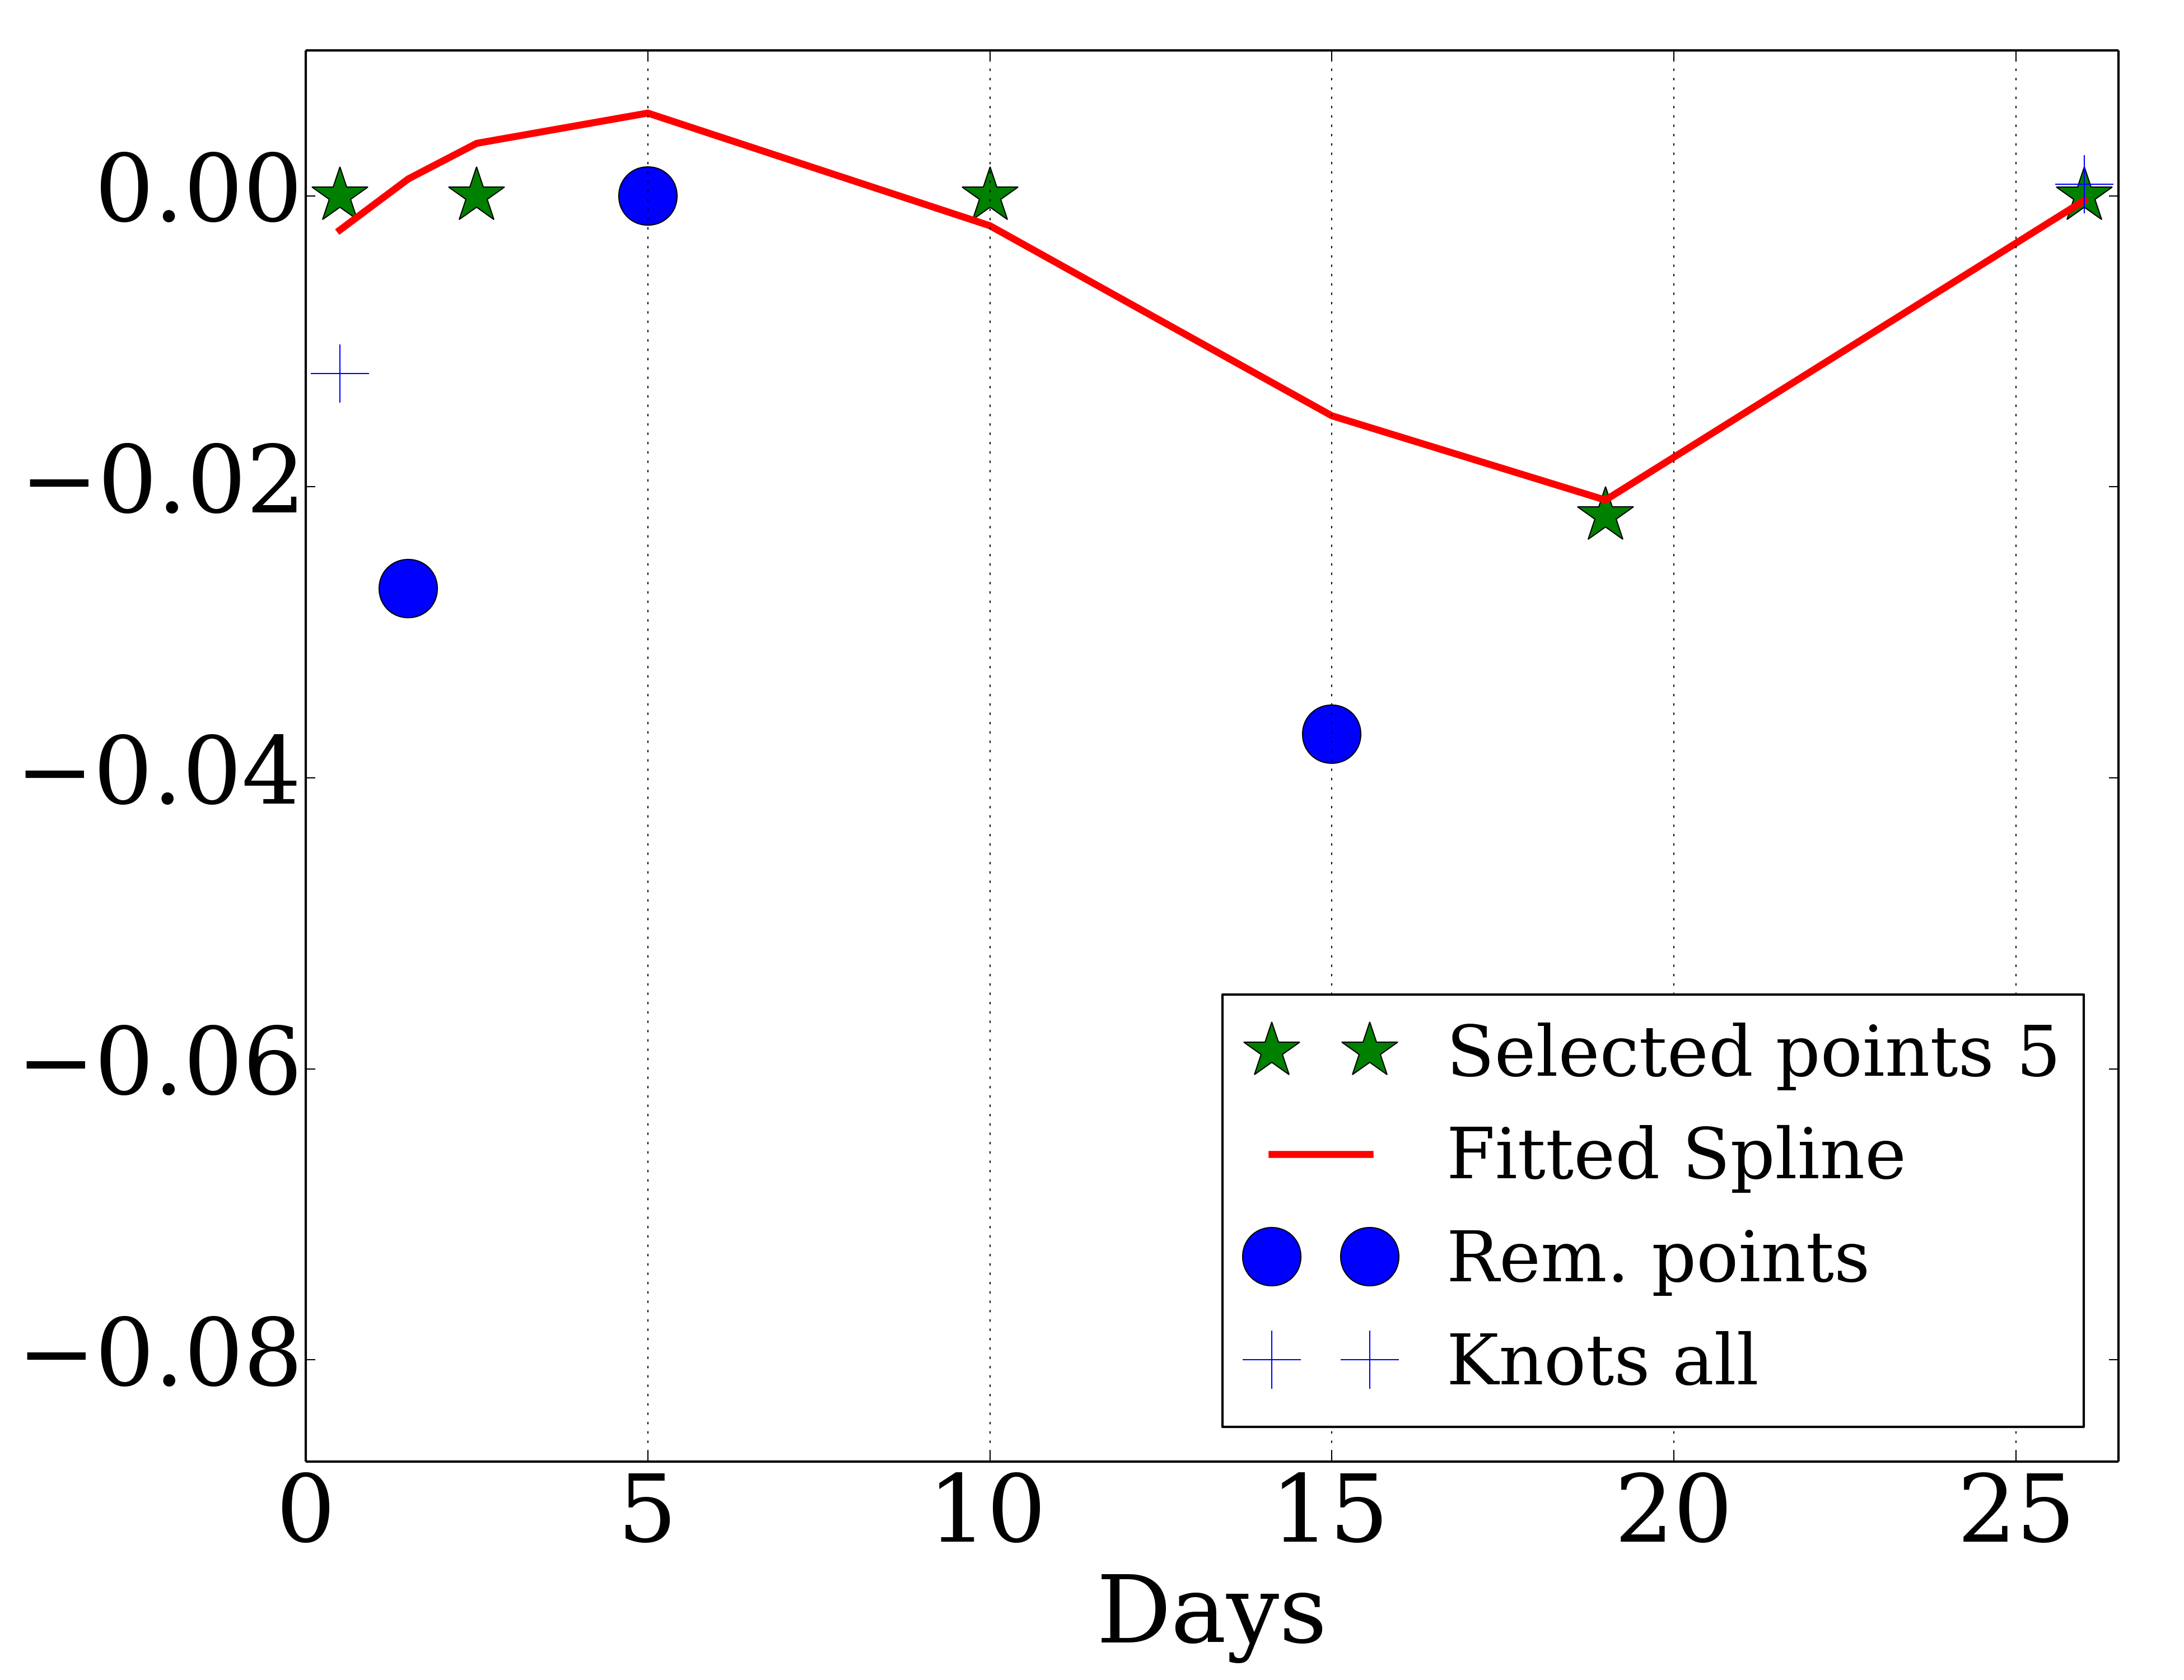 0.00
−0.02
−0.04
−0.06
−0.08
Selected points 5
Fitted Spline
Rem. points
Knots all
0 5 10 15 20 25
Days